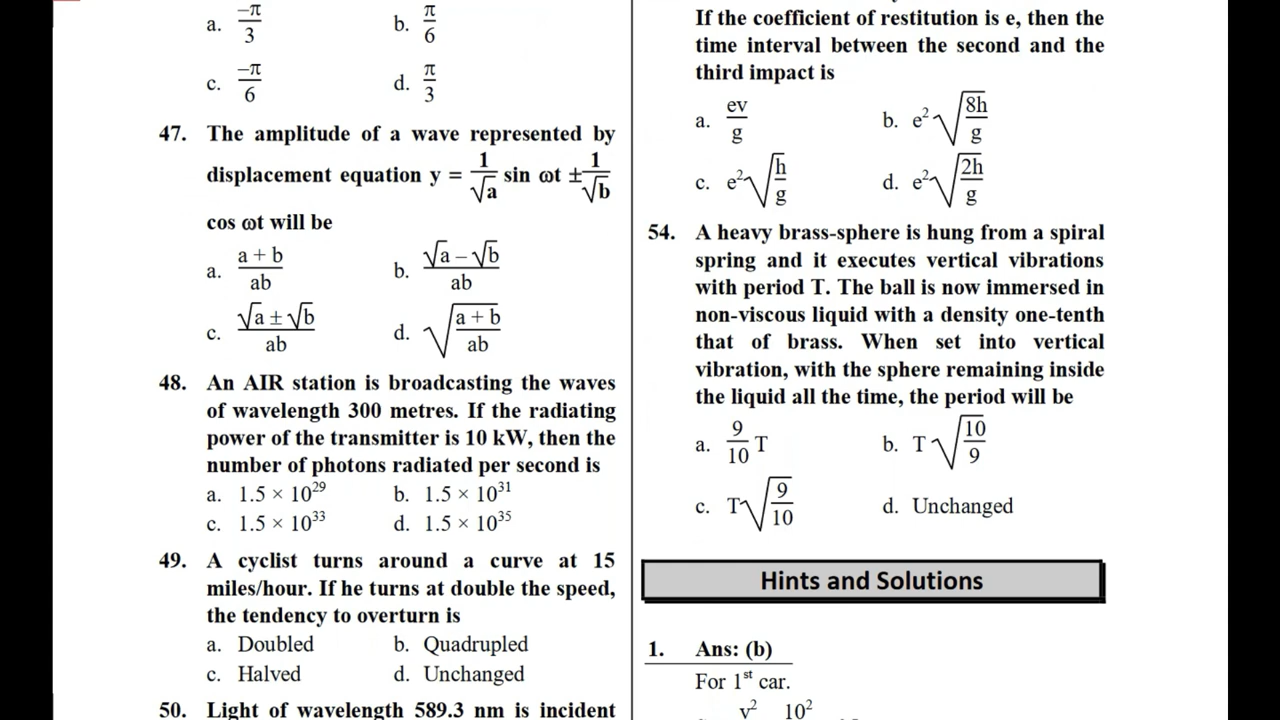 a. −π/3 b. π/6
c. −π/6 d. π/3
47. The amplitude of a wave represented by
displacement equation y = 1/√a sin ωt ± 1/√b
cos ωt will be
a. a + b/ab b. √a − √b/ab
c. √a ± √b/ab d. √(a + b/ab)
48. An AIR station is broadcasting the waves
of wavelength 300 metres. If the radiating
power of the transmitter is 10 kW, then the
number of photons radiated per second is
a. 1.5 × 10²⁹ b. 1.5 × 10³¹
c. 1.5 × 10³³ d. 1.5 × 10³⁵
49. A cyclist turns around a curve at 15
miles/hour. If he turns at double the speed,
the tendency to overturn is
a. Doubled b. Quadrupled
c. Halved d. Unchanged
50. Light of wavelength 589.3 nm is incident
If the coefficient of restitution is e, then the
time interval between the second and the
third impact is
a. ev/g b. e²√(8h/g)
c. e²√(h/g) d. e²√(2h/g)
54. A heavy brass-sphere is hung from a spiral
spring and it executes vertical vibrations
with period T. The ball is now immersed in
non-viscous liquid with a density one-tenth
that of brass. When set into vertical
vibration, with the sphere remaining inside
the liquid all the time, the period will be
a. 9/10 T b. T√(10/9)
c. T√(9/10) d. Unchanged
Hints and Solutions
1. Ans: (b)
For 1ˢᵗ car.
v² 10²